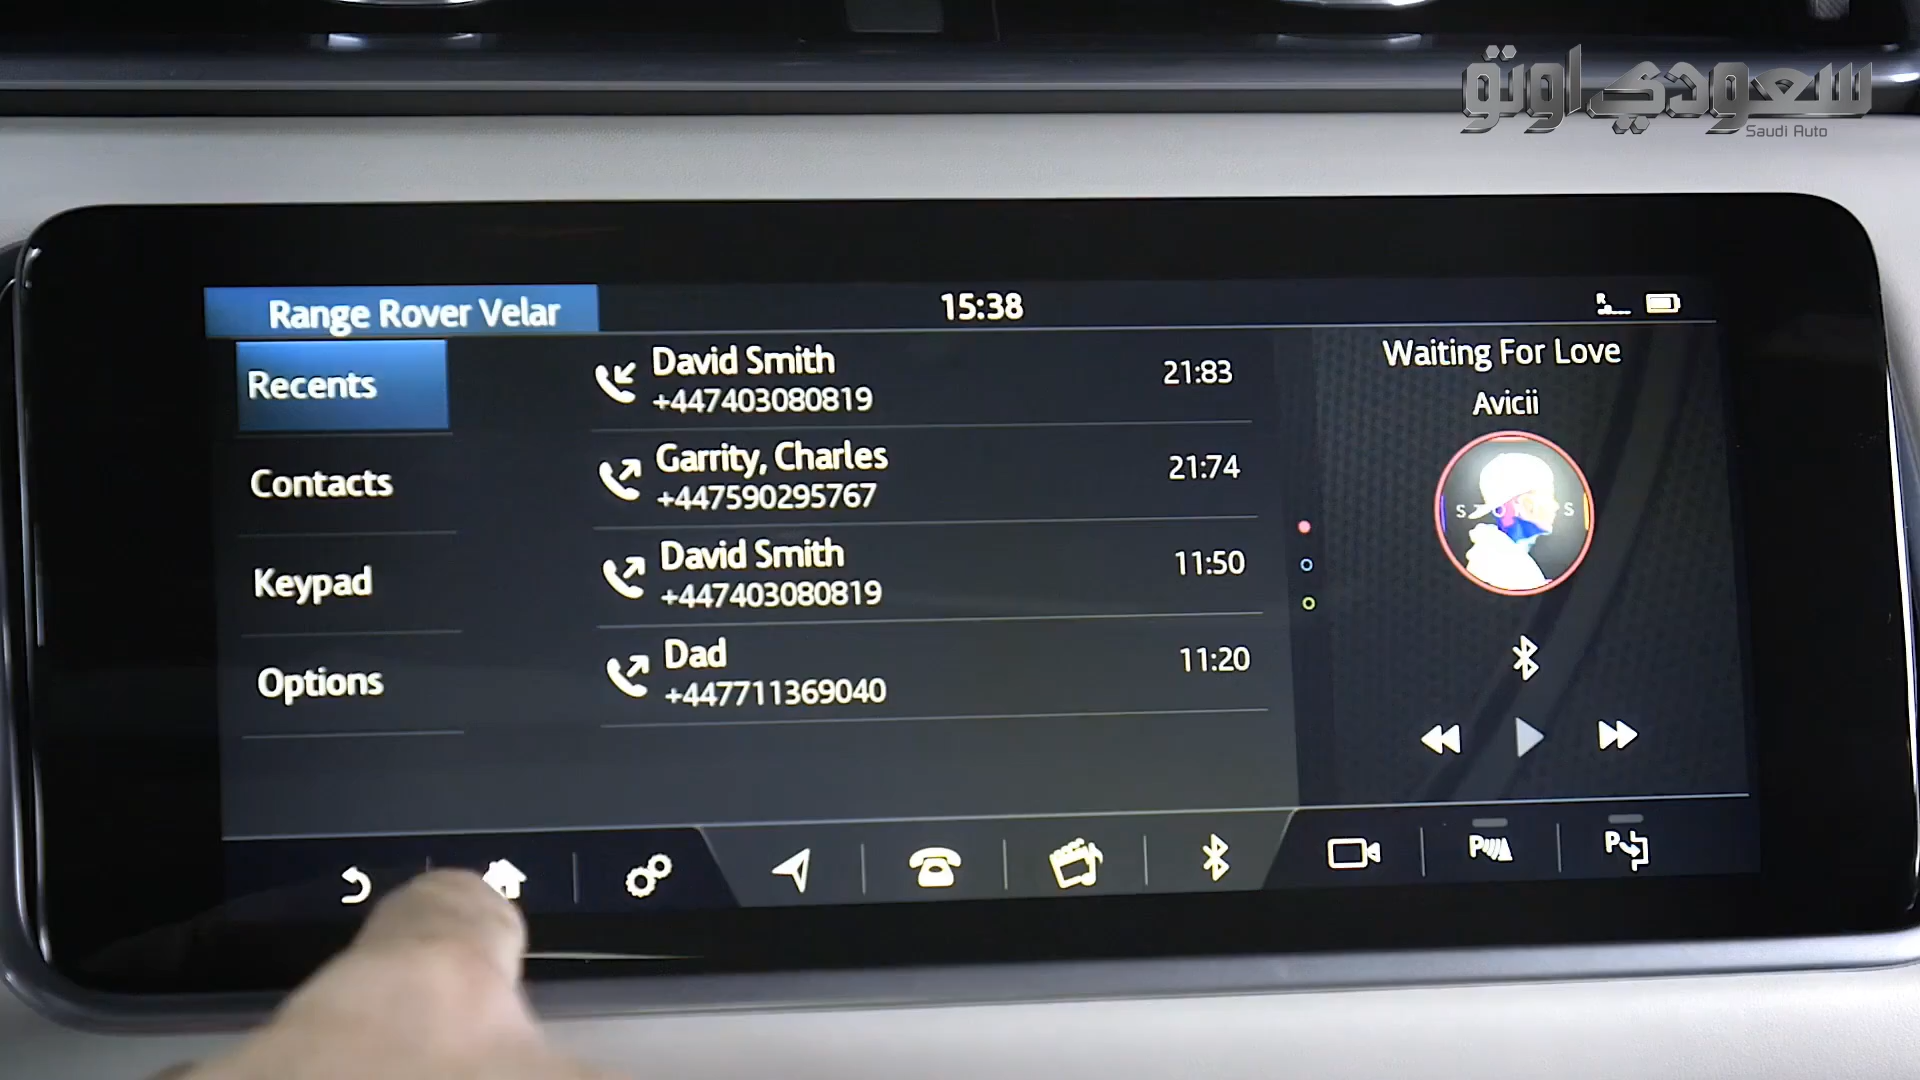 سعودي اوتو
Saudi Auto
Range Rover Velar
15:38
R
Recents
Contacts
Keypad
Options
David Smith
+447403080819
21:83
Garrity, Charles
+447590295767
21:74
David Smith
+447403080819
11:50
Dad
+447711369040
11:20
Waiting For Love
Avicii
P
P